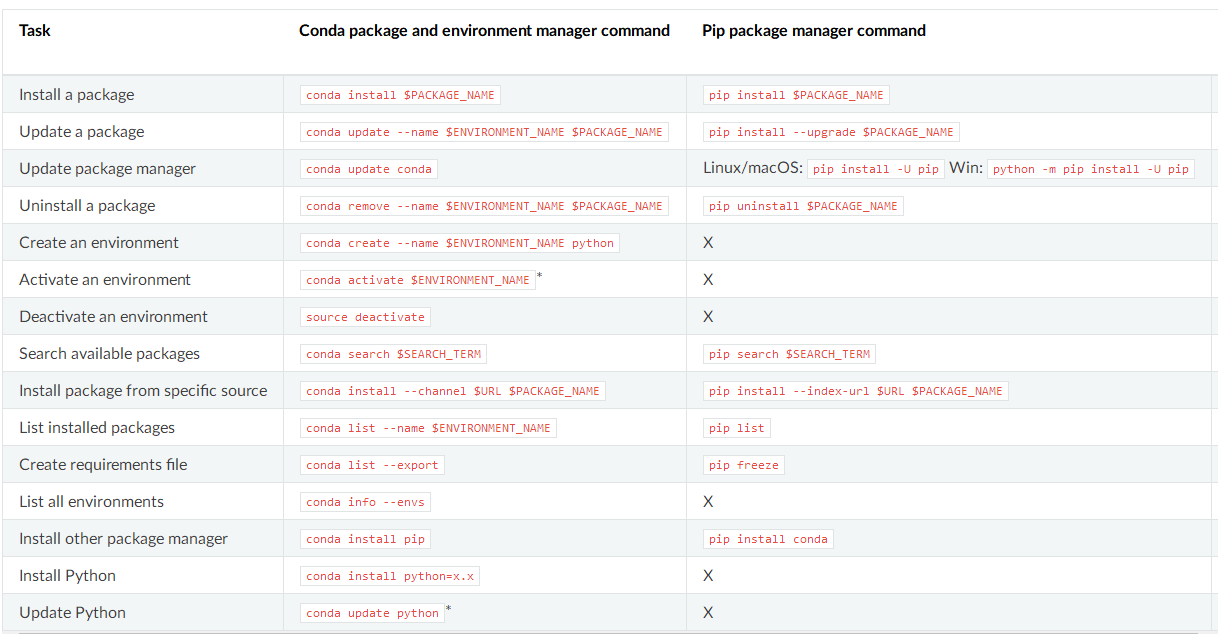 Task Conda package and environment manager command Pip package manager command
Install a package conda install $PACKAGE_NAME pip install $PACKAGE_NAME
Update a package conda update --name $ENVIRONMENT_NAME $PACKAGE_NAME pip install --upgrade $PACKAGE_NAME
Update package manager conda update conda Linux/macOS: pip install -U pip Win: python -m pip install -U pip
Uninstall a package conda remove --name $ENVIRONMENT_NAME $PACKAGE_NAME pip uninstall $PACKAGE_NAME
Create an environment conda create --name $ENVIRONMENT_NAME python X
Activate an environment conda activate $ENVIRONMENT_NAME* X
Deactivate an environment source deactivate X
Search available packages conda search $SEARCH_TERM pip search $SEARCH_TERM
Install package from specific source conda install --channel $URL $PACKAGE_NAME pip install --index-url $URL $PACKAGE_NAME
List installed packages conda list --name $ENVIRONMENT_NAME pip list
Create requirements file conda list --export pip freeze
List all environments conda info --envs X
Install other package manager conda install pip pip install conda
Install Python conda install python=x.x X
Update Python conda update python* X